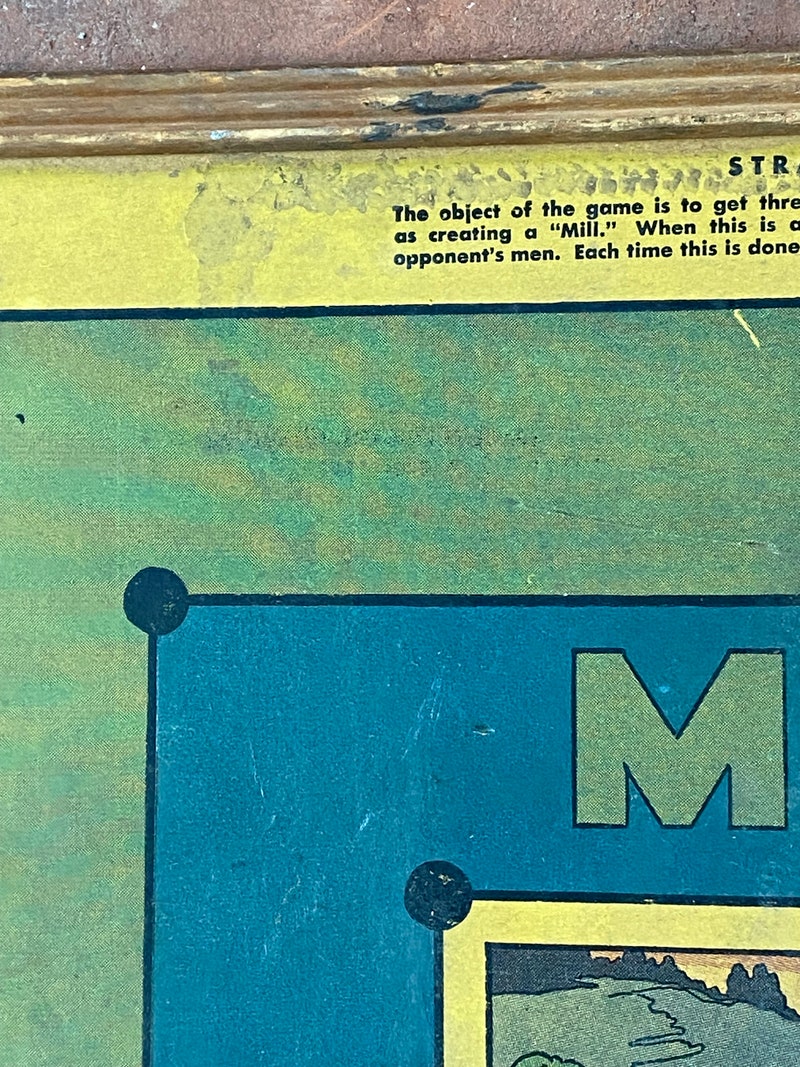 STRA
The object of the game is to get thre
as creating a “Mill.” When this is a
opponent's men. Each time this is done
M